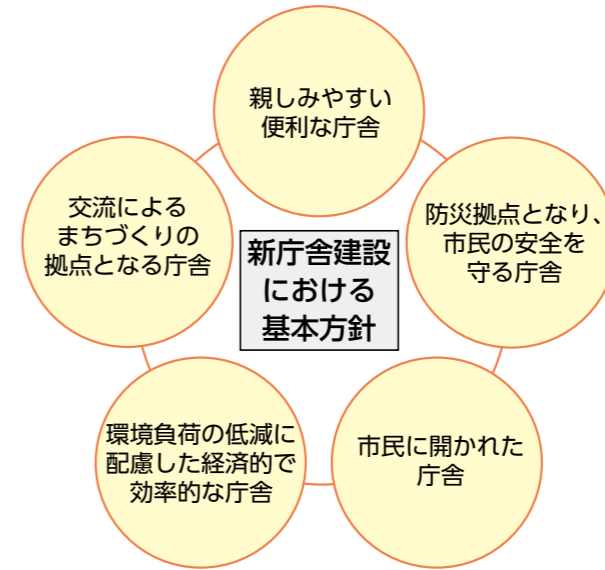 親しみやすい
便利な庁舎
防災拠点となり、
市民の安全を
守る庁舎
市民に開かれた
庁舎
環境負荷の低減に
配慮した経済的で
効率的な庁舎
交流による
まちづくりの
拠点となる庁舎
新庁舎建設
における
基本方針